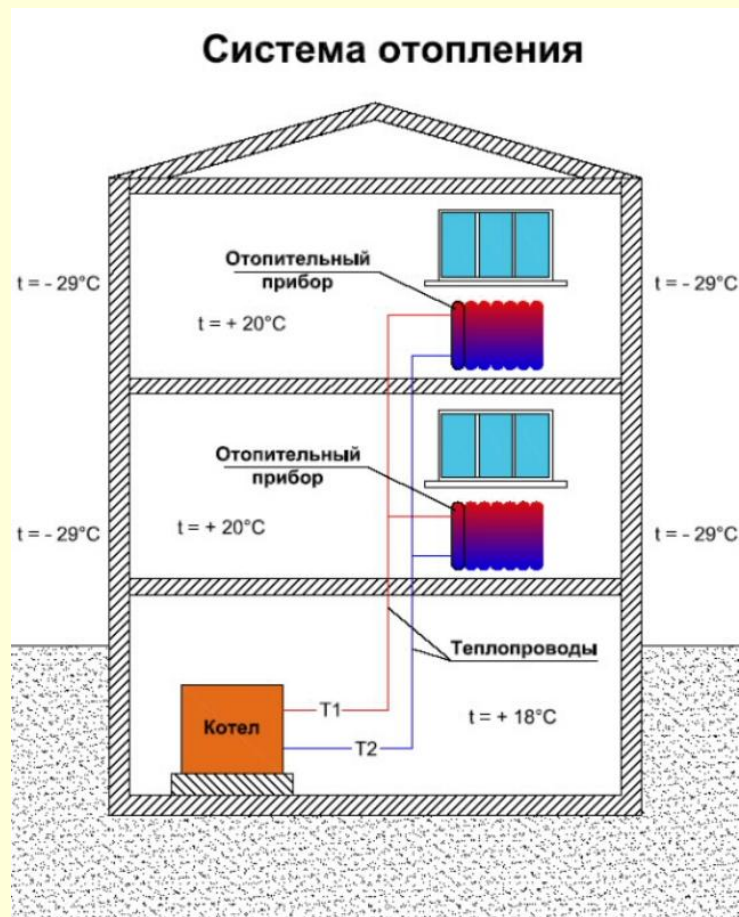 Система отопления
Отопительный
прибор
t = - 29°C
t = - 29°C
t = + 20°C
Отопительный
прибор
t = - 29°C
t = + 20°C
t = - 29°C
Теплопроводы
Котел
T1
t = + 18°C
T2